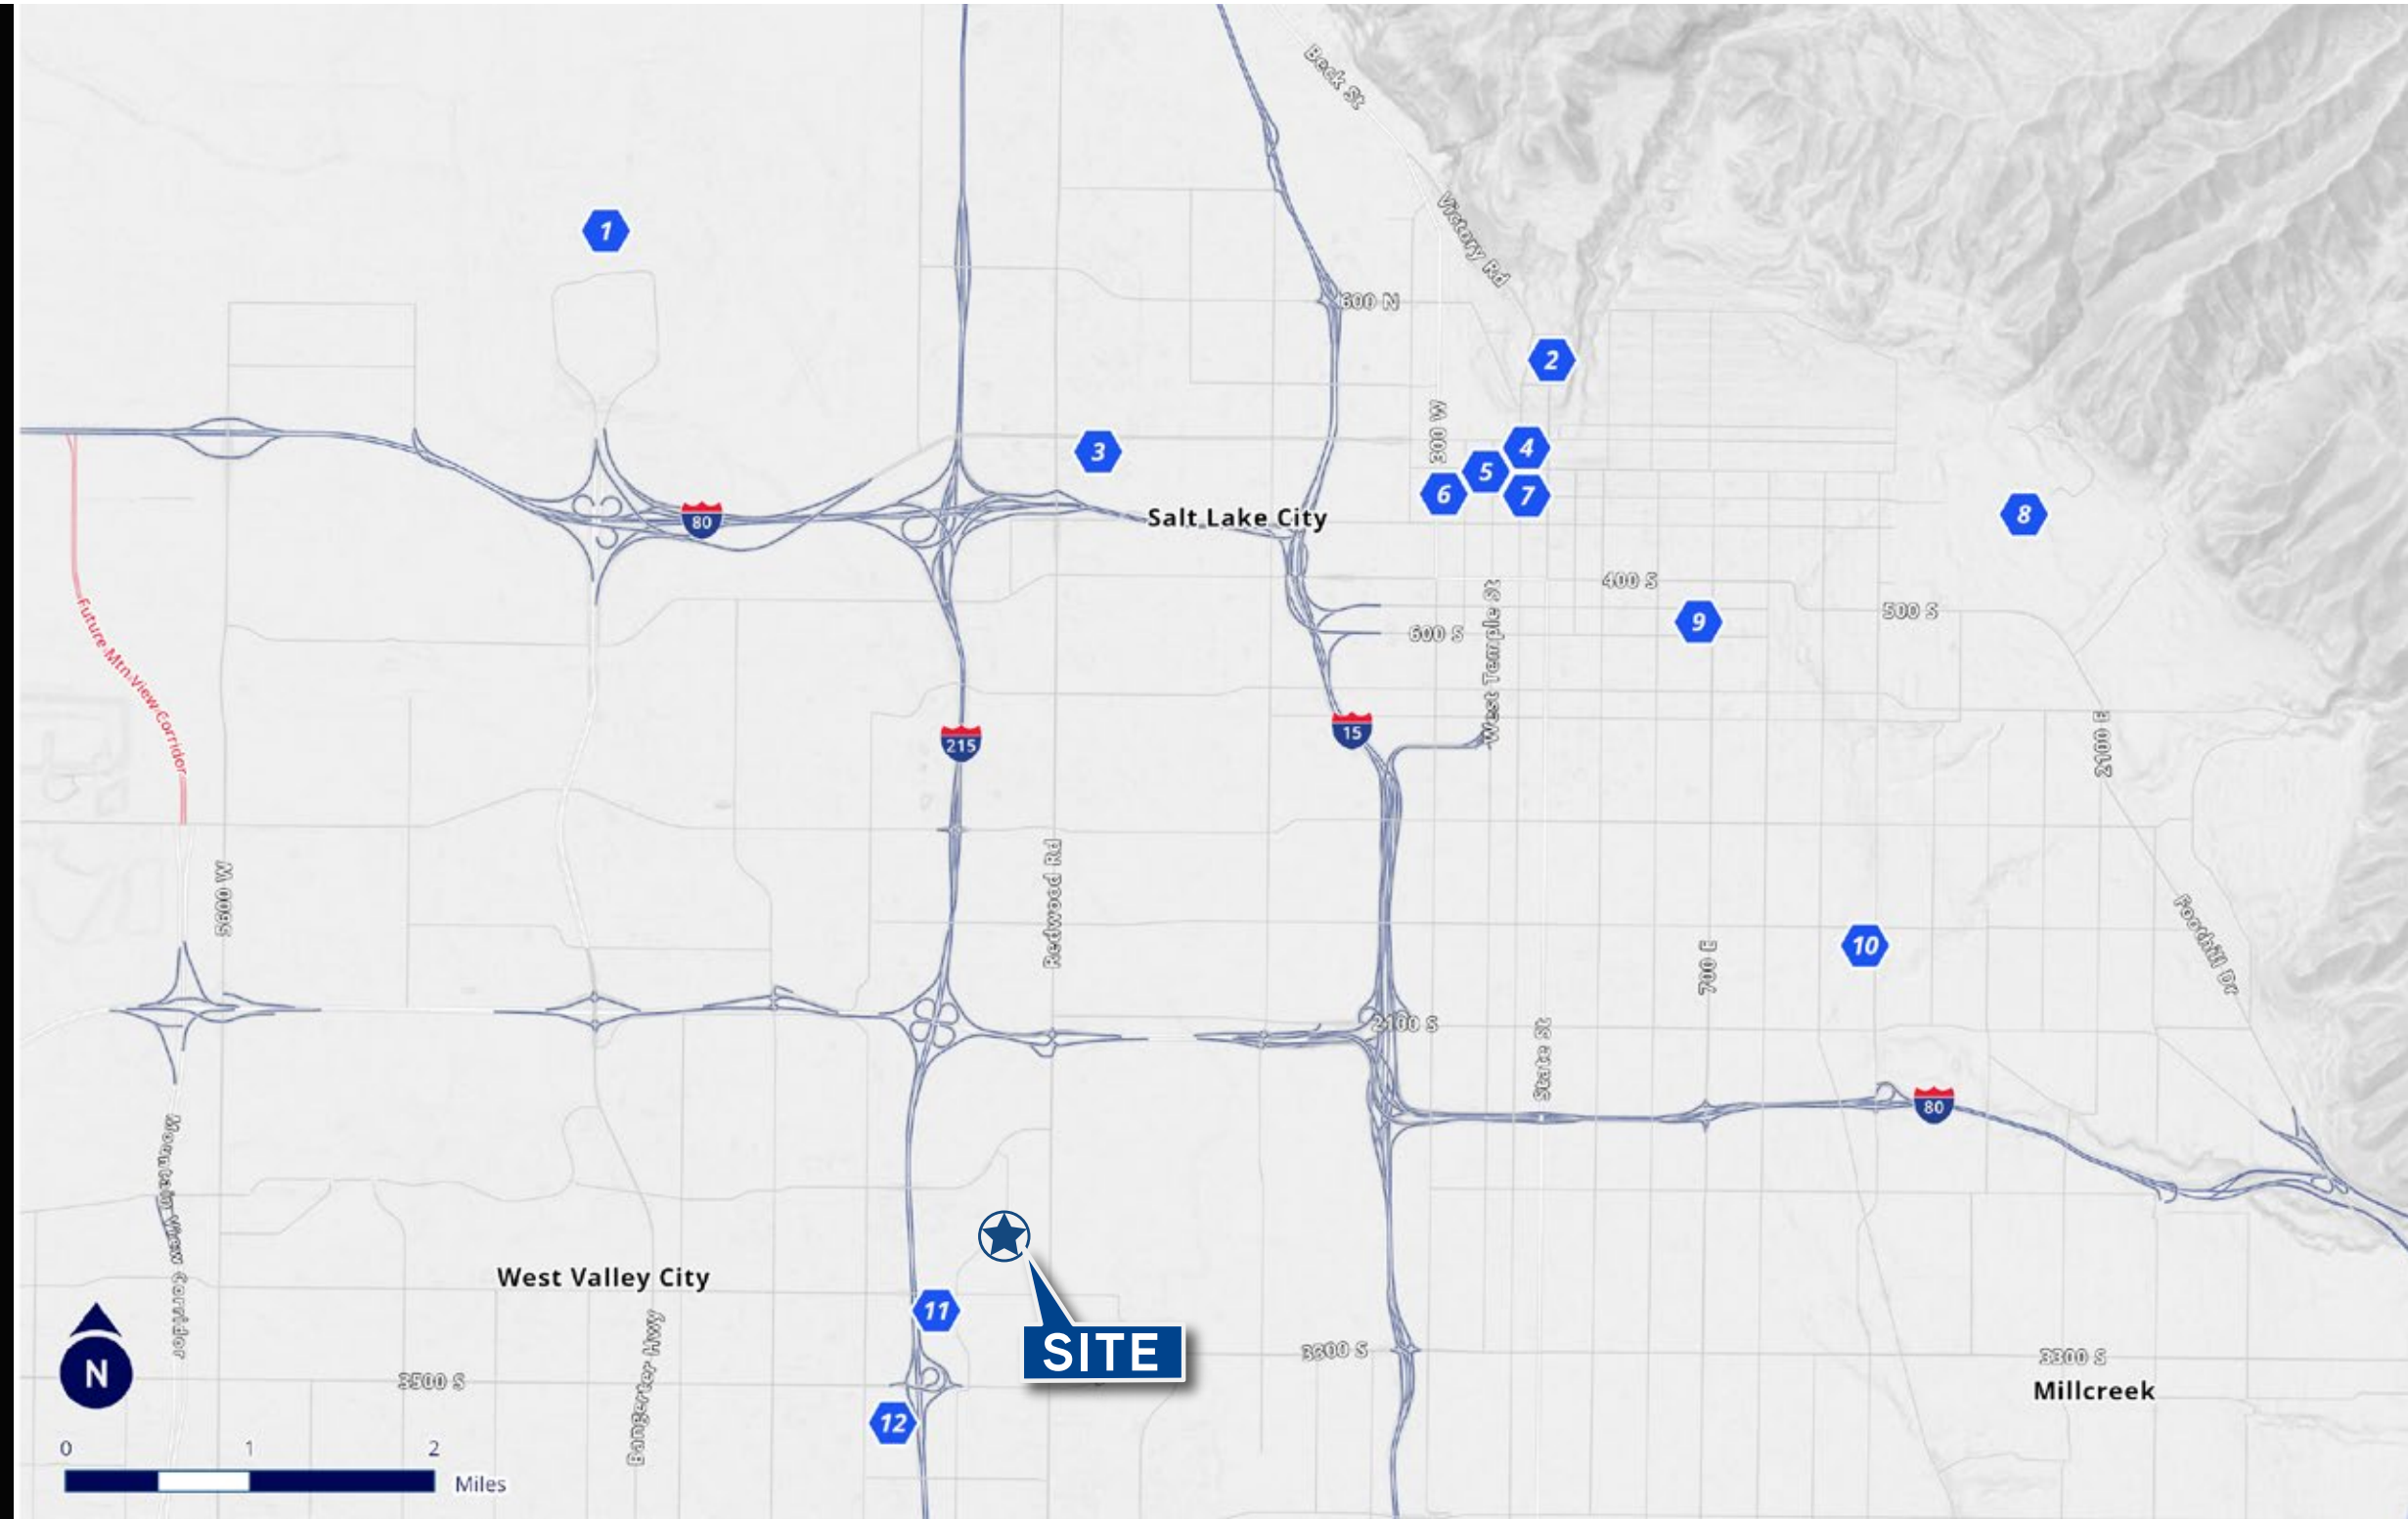 Beck St
1
Victory Rd
600 N
2
300 W
3
4
5
6
7
80
Salt Lake City
8
400 S
500 S
9
600 S
West Temple St
Future Mtn View Corridor
215
15
2100 E
5600 W
Redwood Rd
Foothill Dr
10
700 E
2100 S
State St
80
Mountain View Corridor
West Valley City
11
SITE
3300 S
3300 S
Bangerter Hwy
3500 S
Millcreek
N
12
0 1 2
Miles